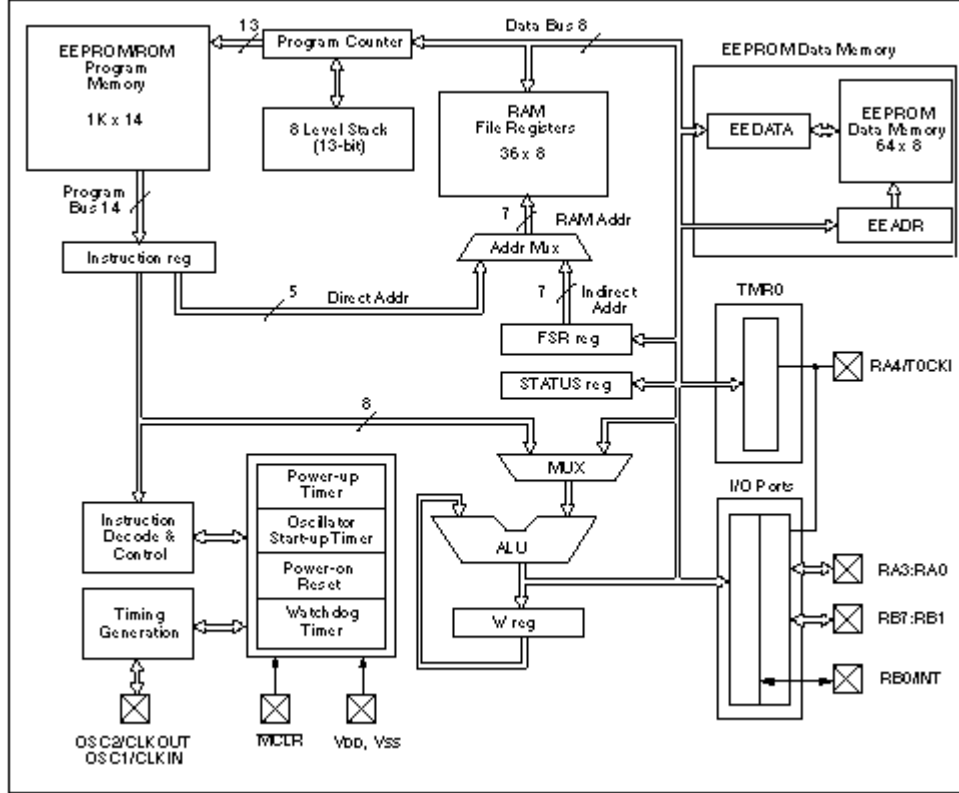 13
Data Bus 8
EEPROM/ROM
Program
Memory
1K x 14
Program Counter
8 Level Stack
(13-bit)
RAM
File Registers
36 x 8
EEPROM Data Memory
EEDATA
EEPROM
Data Memory
64 x 8
EEADR
Program
Bus 14
7
RAM Addr
Addr Mux
Instruction reg
5
Direct Addr
7
Indirect
Addr
FSR reg
STATUS reg
TMR0
RA4/T0CKI
8
MUX
Power-up
Timer
Oscillator
Start-up Timer
Power-on
Reset
Watchdog
Timer
Instruction
Decode &
Control
Timing
Generation
ALU
W reg
I/O Ports
RA3:RA0
RB7:RB1
RB0/INT
OSC2/CLKOUT
OSC1/CLKIN
MCLR
VDD, VSS